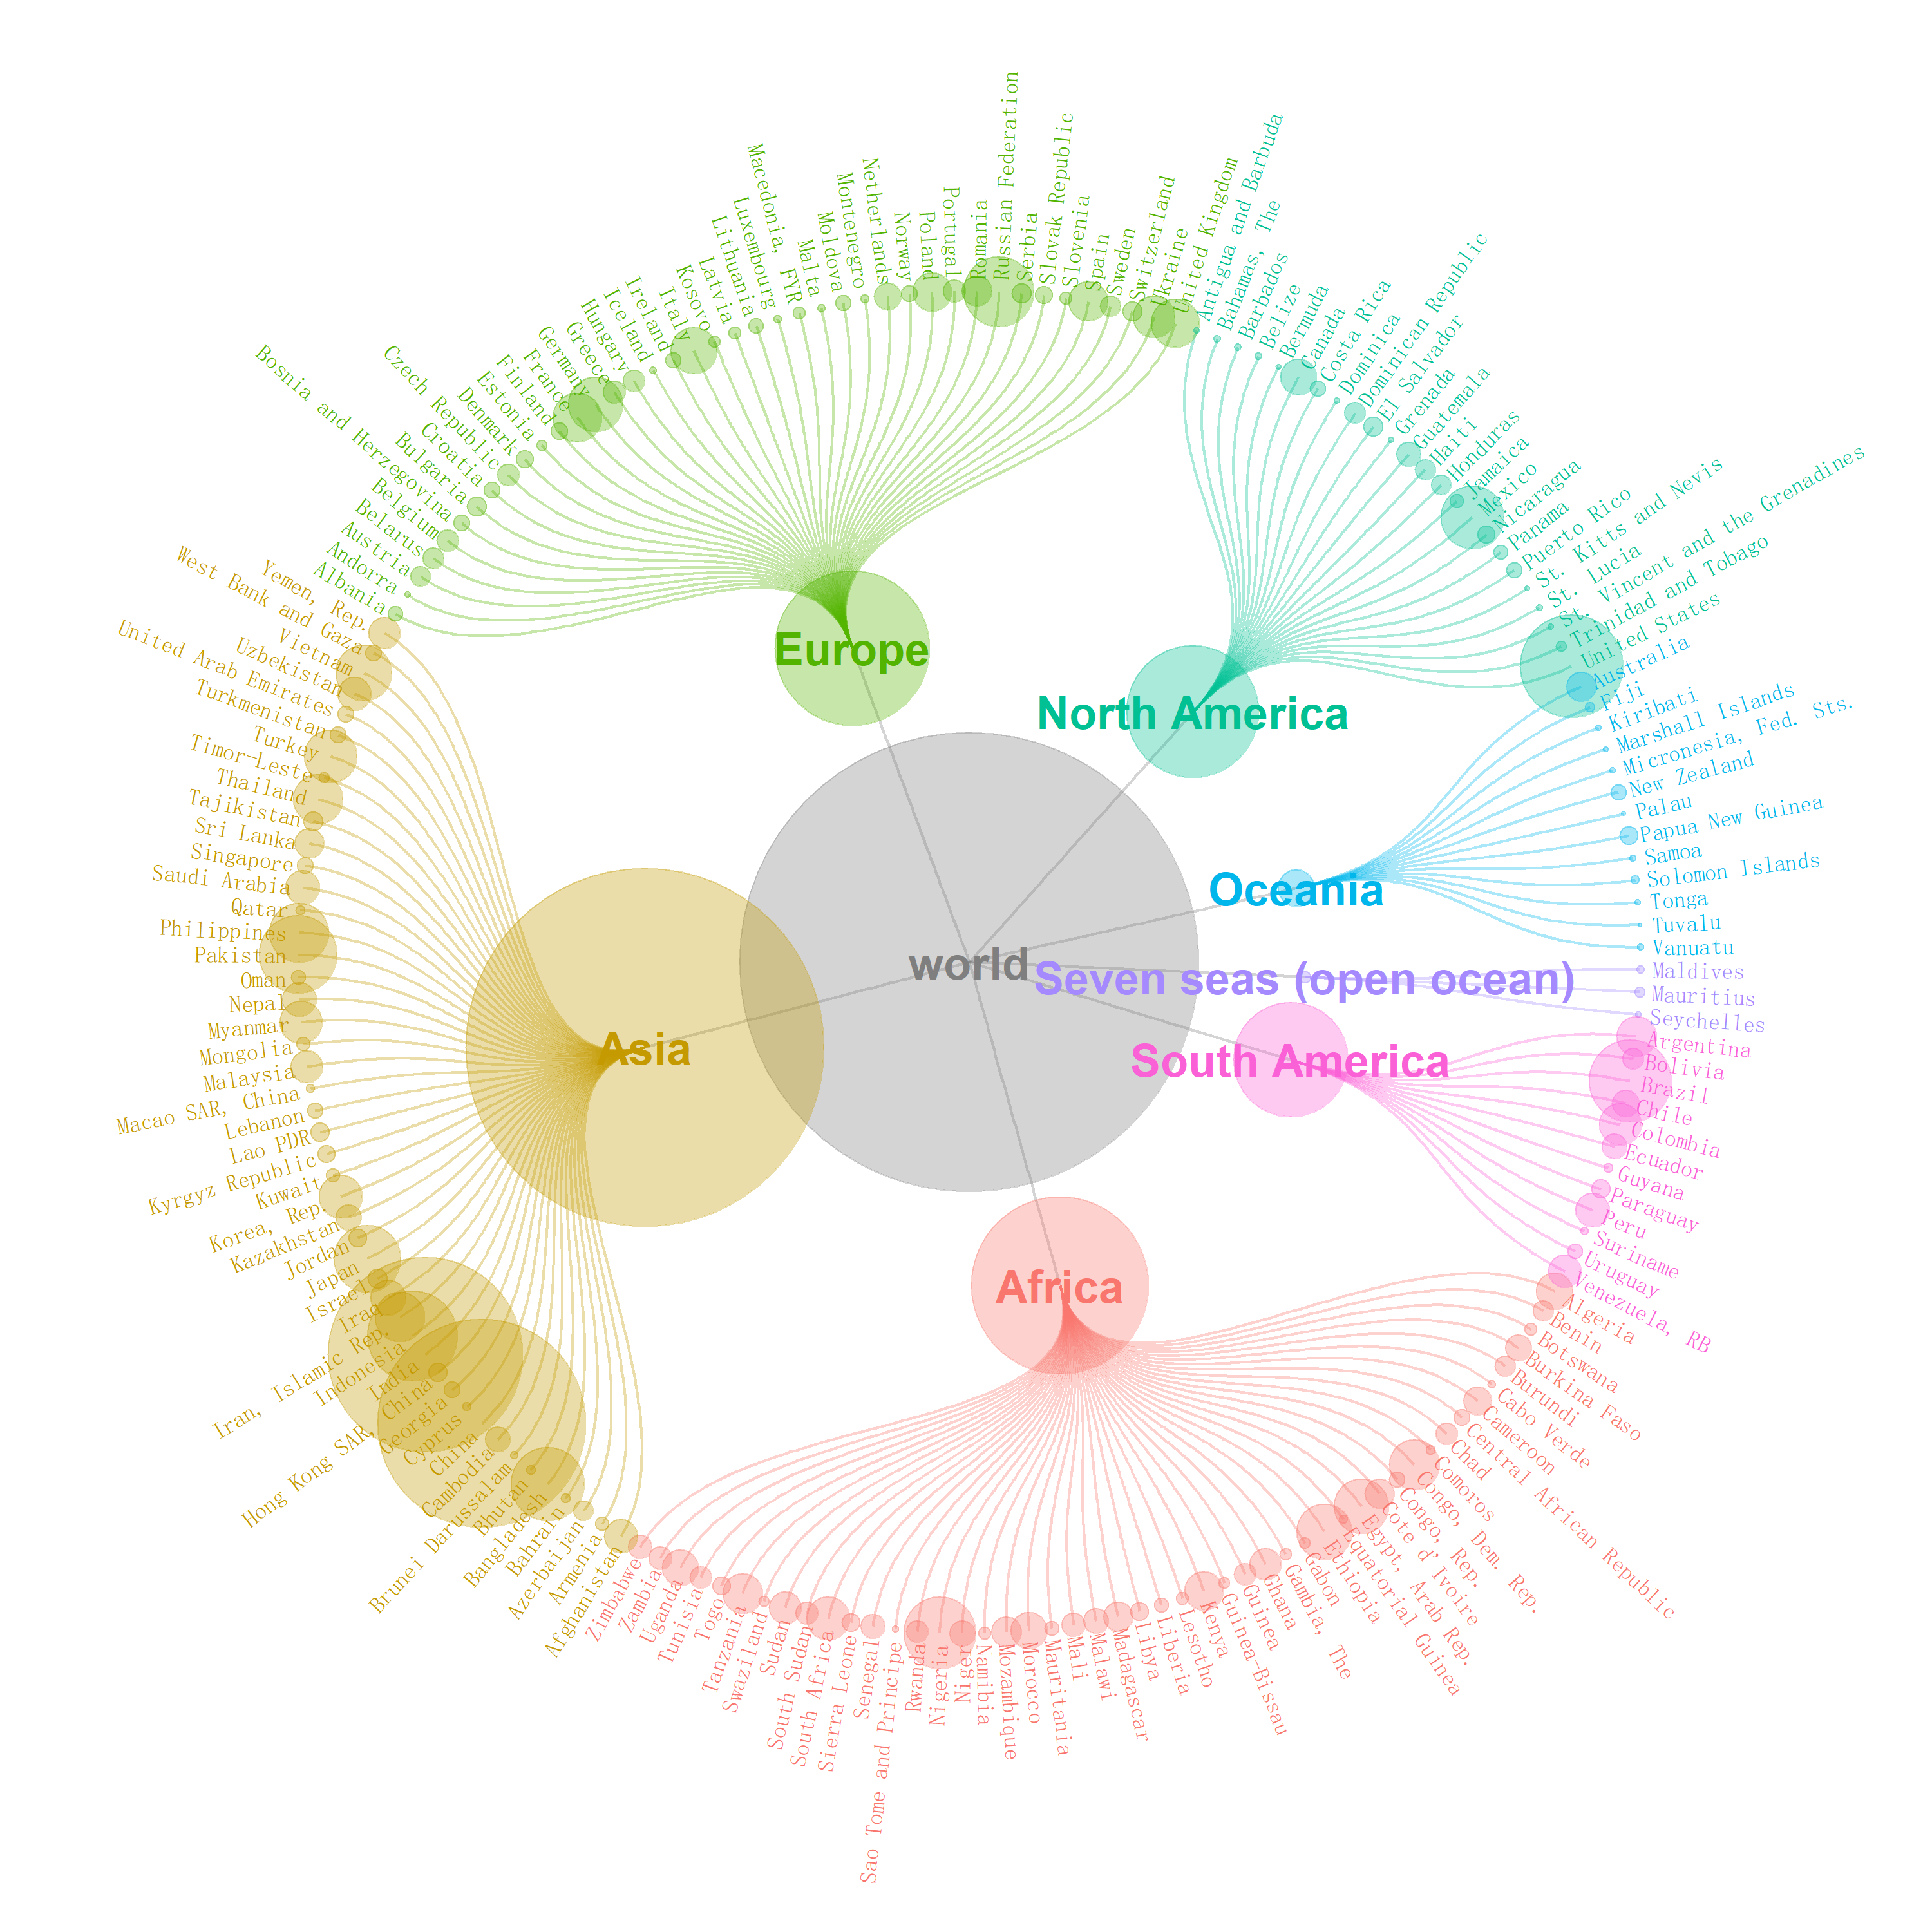 world
Europe
North America
Oceania
Seven seas (open ocean)
South America
Africa
Asia
Albania
Andorra
Austria
Belarus
Belgium
Bosnia and Herzegovina
Bulgaria
Croatia
Czech Republic
Denmark
Estonia
Finland
France
Germany
Greece
Hungary
Iceland
Ireland
Italy
Kosovo
Latvia
Lithuania
Luxembourg
Macedonia, FYR
Malta
Moldova
Montenegro
Netherlands
Norway
Poland
Portugal
Romania
Russian Federation
Serbia
Slovak Republic
Slovenia
Spain
Sweden
Switzerland
Ukraine
United Kingdom
Antigua and Barbuda
Bahamas, The
Barbados
Belize
Bermuda
Canada
Costa Rica
Dominica
Dominican Republic
El Salvador
Grenada
Guatemala
Haiti
Honduras
Jamaica
Mexico
Nicaragua
Panama
Puerto Rico
St. Kitts and Nevis
St. Lucia
St. Vincent and the Grenadines
Trinidad and Tobago
United States
Australia
Fiji
Kiribati
Marshall Islands
Micronesia, Fed. Sts.
New Zealand
Palau
Papua New Guinea
Samoa
Solomon Islands
Tonga
Tuvalu
Vanuatu
Maldives
Mauritius
Seychelles
Argentina
Bolivia
Brazil
Chile
Colombia
Ecuador
Guyana
Paraguay
Peru
Suriname
Uruguay
Venezuela, RB
Algeria
Benin
Botswana
Burkina Faso
Burundi
Cabo Verde
Cameroon
Central African Republic
Chad
Comoros
Congo, Dem. Rep.
Congo, Rep.
Cote d'Ivoire
Egypt, Arab Rep.
Equatorial Guinea
Ethiopia
Gabon
Gambia, The
Ghana
Guinea
Guinea-Bissau
Kenya
Lesotho
Liberia
Libya
Madagascar
Malawi
Mali
Mauritania
Morocco
Mozambique
Namibia
Niger
Nigeria
Rwanda
Sao Tome and Principe
Senegal
Sierra Leone
South Africa
South Sudan
Sudan
Swaziland
Tanzania
Togo
Tunisia
Uganda
Zambia
Zimbabwe
Afghanistan
Armenia
Azerbaijan
Bahrain
Bangladesh
Bhutan
Brunei Darussalam
Cambodia
China
Cyprus
Georgia
Hong Kong SAR, China
India
Indonesia
Iran, Islamic Rep.
Iraq
Israel
Japan
Jordan
Kazakhstan
Korea, Rep.
Kuwait
Kyrgyz Republic
Lao PDR
Lebanon
Macao SAR, China
Malaysia
Mongolia
Myanmar
Nepal
Oman
Pakistan
Philippines
Qatar
Saudi Arabia
Singapore
Sri Lanka
Tajikistan
Thailand
Timor-Leste
Turkey
Turkmenistan
United Arab Emirates
Uzbekistan
Vietnam
West Bank and Gaza
Yemen, Rep.